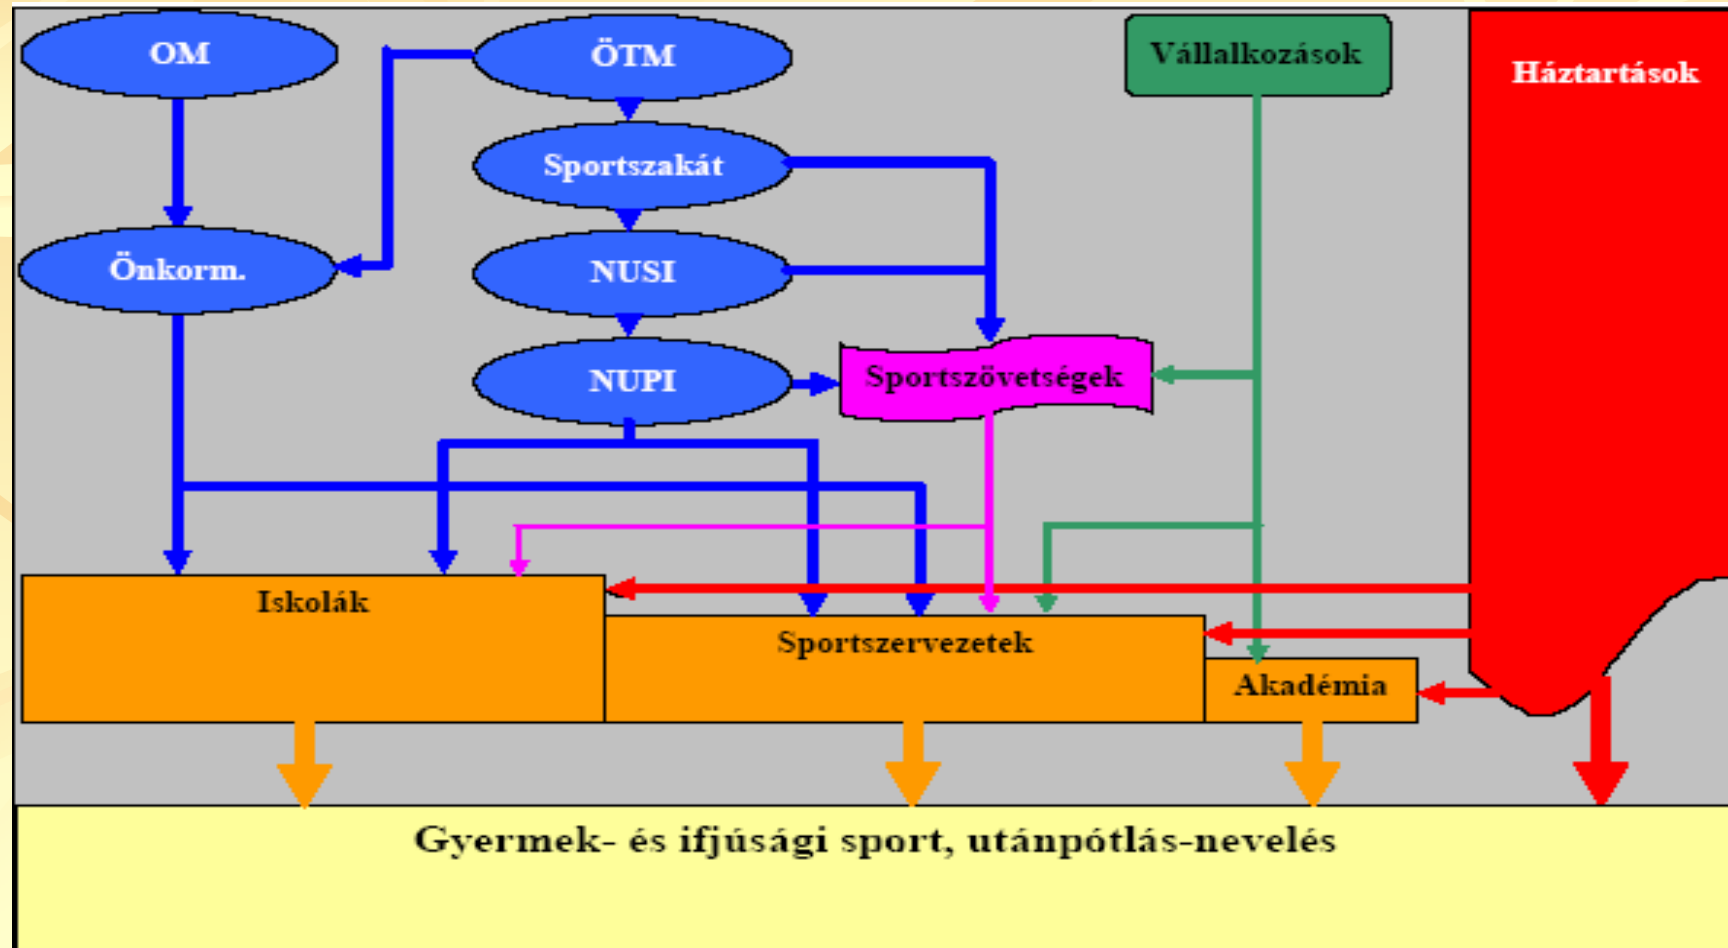 OM
ÖTM
Vállalkozások
Háztartások
Sportszakát
Önkorm.
NUSI
NUPI
Sportszövetségek
Iskolák
Sportszervezetek
Akadémia
Gyermek- és ifjúsági sport, utánpótlás-nevelés